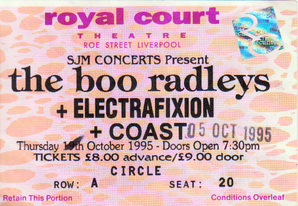 royal court
THEATRE
ROE STREET LIVERPOOL
SJM CONCERTS Present
the boo radleys
+ ELECTRAFIXION
+ COAST 05 OCT 1995
Thursday October 1995 - Doors Open 7:30pm
TICKETS £8.00 advance/£9.00 door
CIRCLE
ROW: A SEAT: 20
Retain This Portion Conditions Overleaf